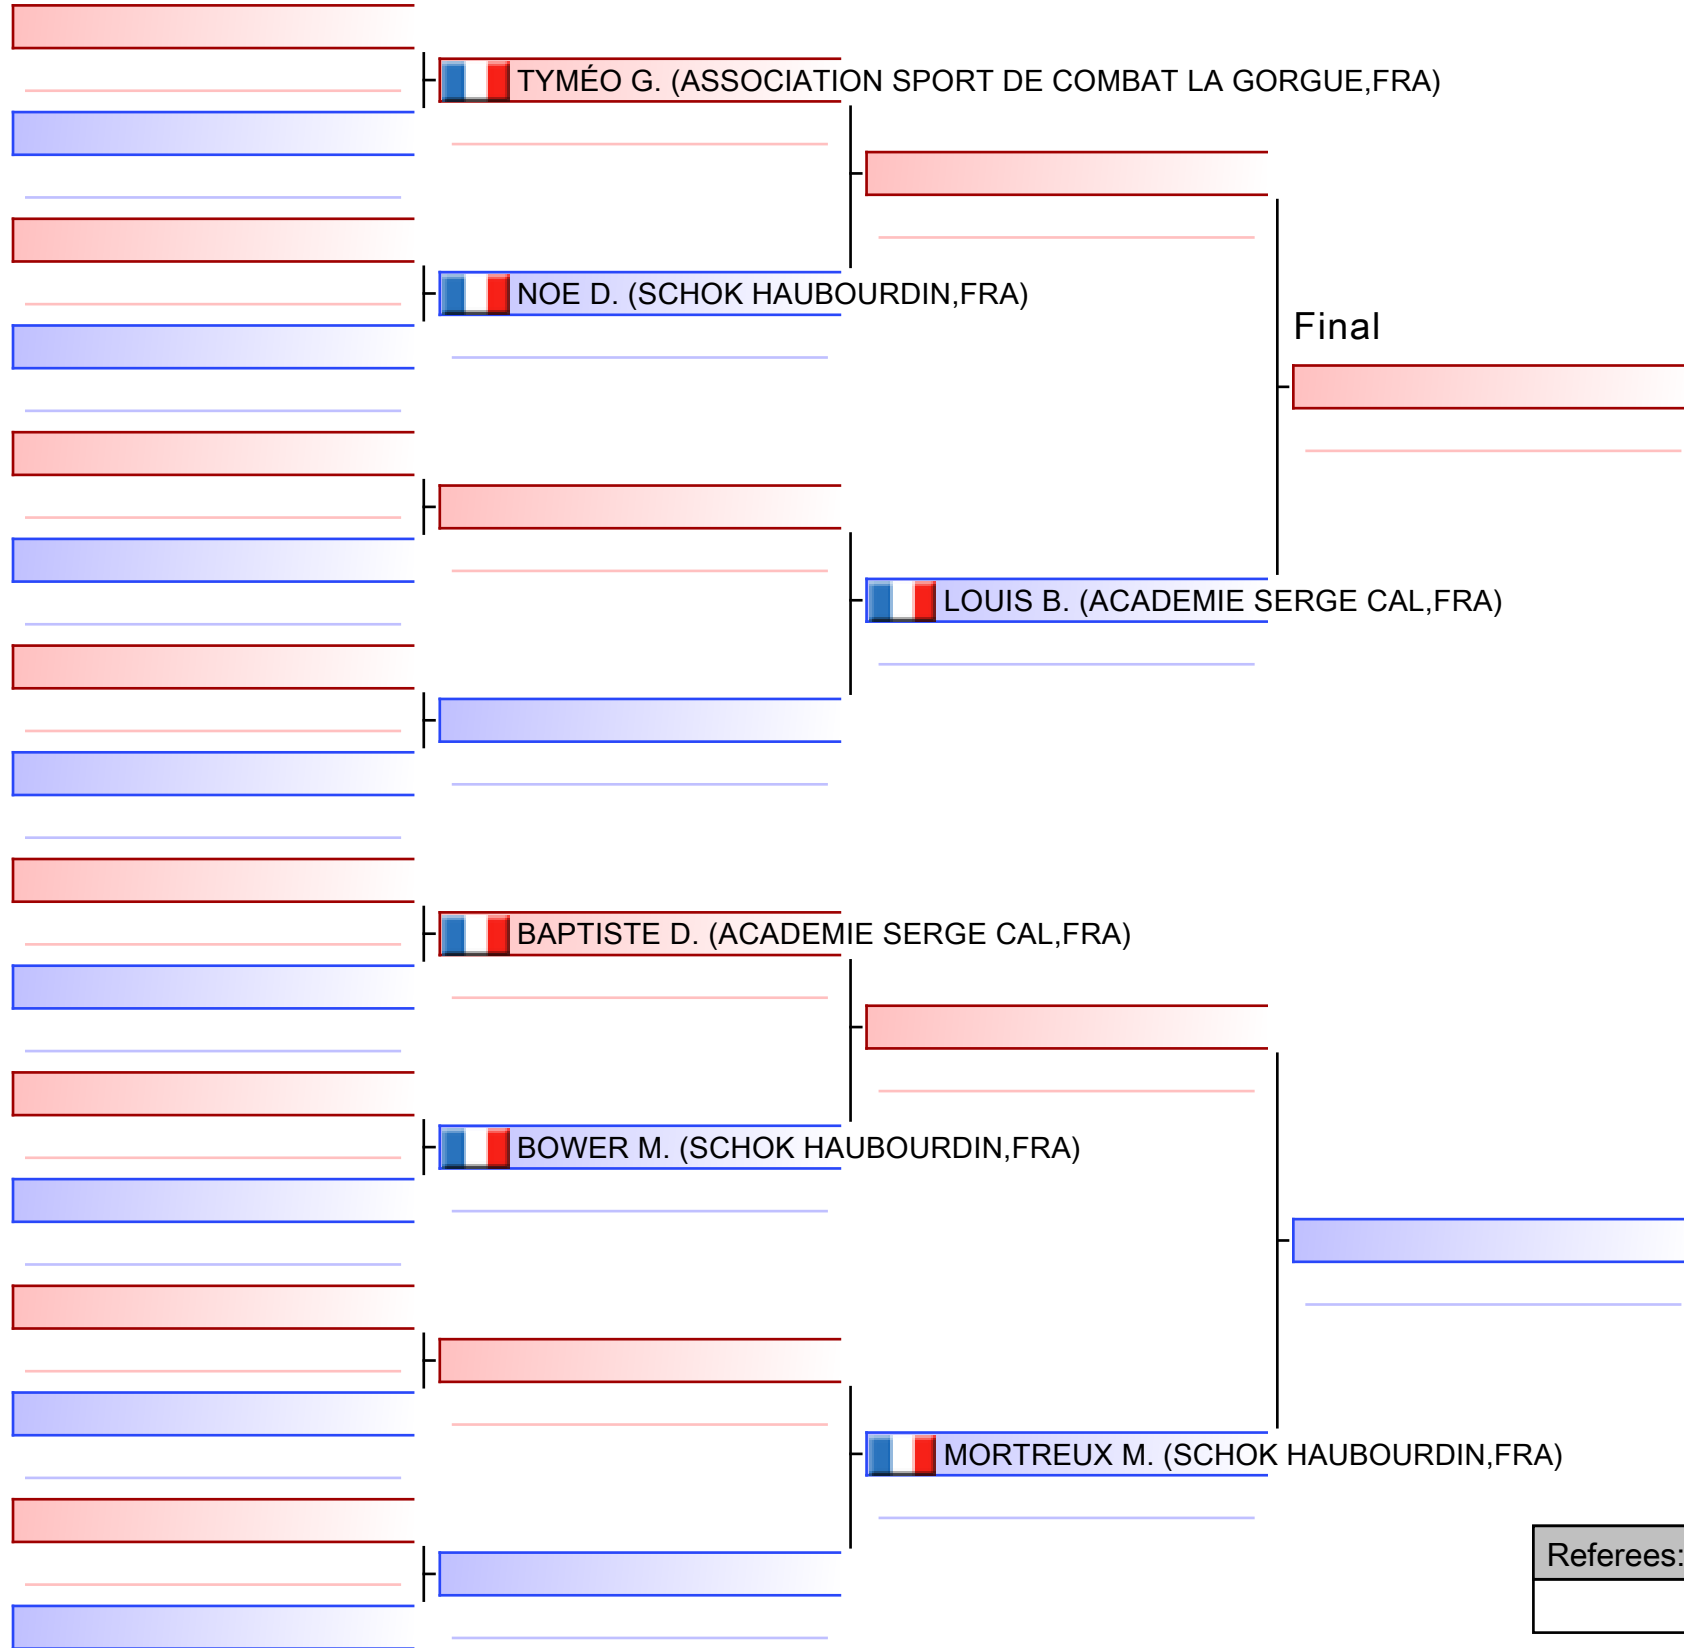 TYMÉO G. (ASSOCIATION SPORT DE COMBAT LA GORGUE,FRA)
NOE D. (SCHOK HAUBOURDIN,FRA)
Final
LOUIS B. (ACADEMIE SERGE CAL,FRA)
BAPTISTE D. (ACADEMIE SERGE CAL,FRA)
BOWER M. (SCHOK HAUBOURDIN,FRA)
MORTREUX M. (SCHOK HAUBOURDIN,FRA)
Referees: